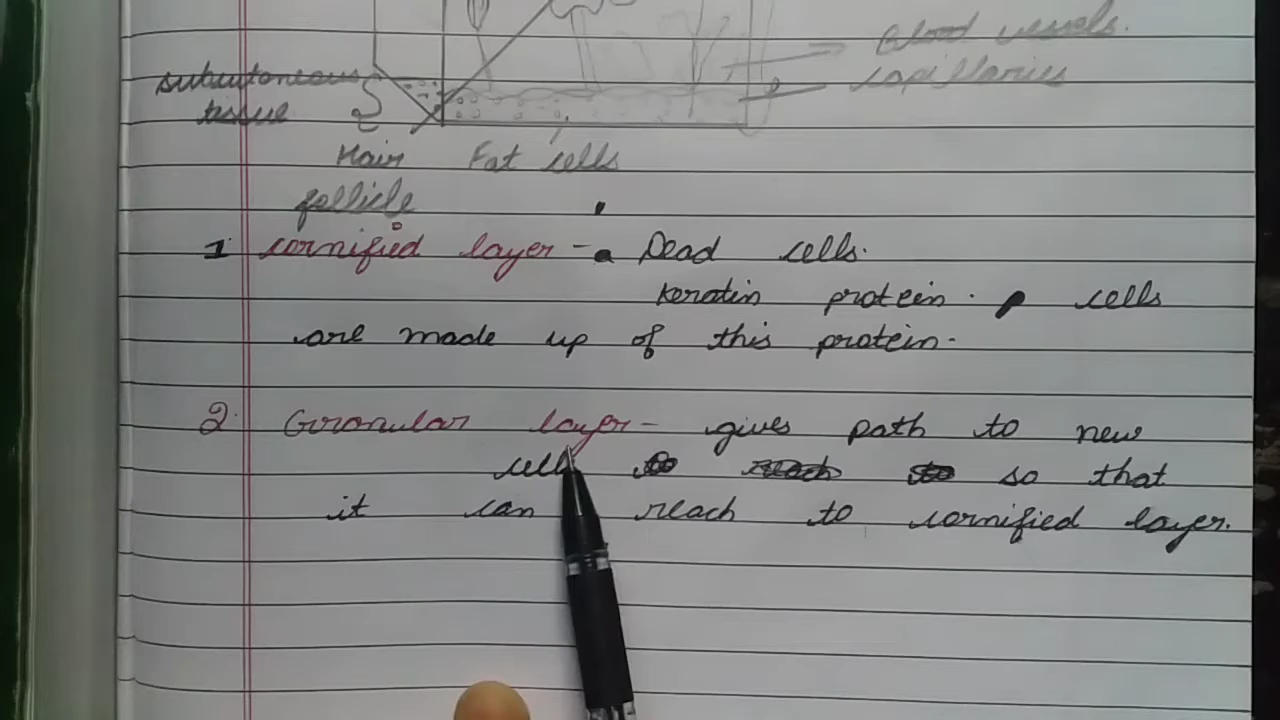 Blood vessels.
capillaries
subcutaneous
tissue
Hair Fat cells
follicle
1 cornified layer - Dead cells.
Keratin protein. cells
are made up of this protein.
2. Granular layer - gives path to new
cells so that
it can reach to cornified layer.